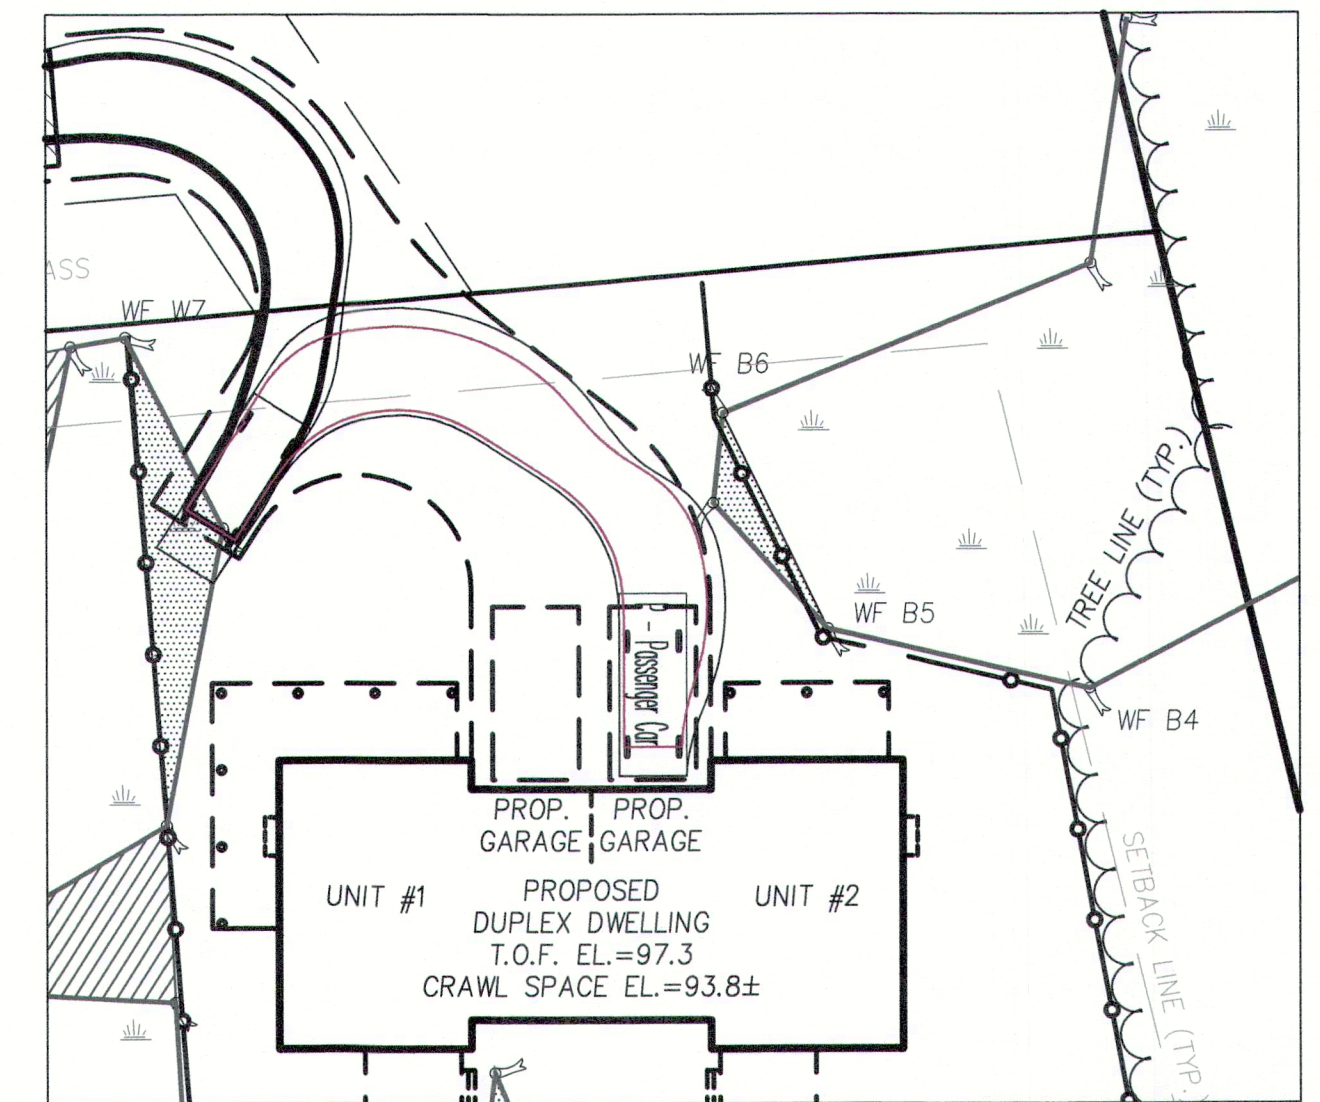 ASS
WF W7
WF B6
TREE LINE (TYP.)
WF B5
- Passenger Car
WF B4
PROP.
GARAGE
PROP.
GARAGE
UNIT #1
PROPOSED
DUPLEX DWELLING
T.O.F. EL.=97.3
CRAWL SPACE EL.=93.8±
UNIT #2
SETBACK LINE (TYP.)